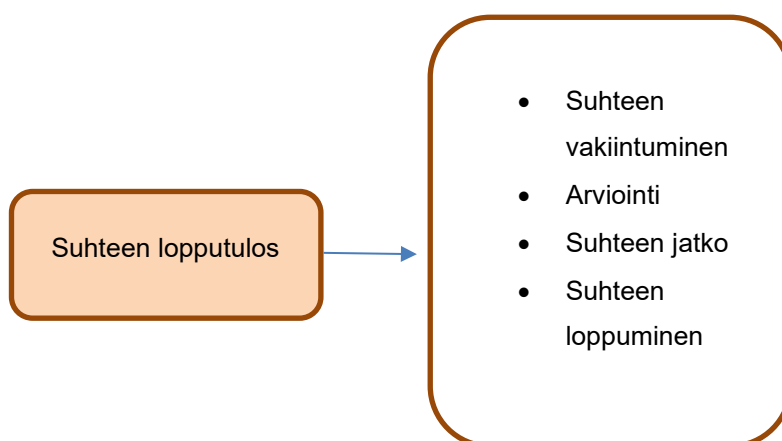 Suhteen lopputulos
• Suhteen
vakiintuminen
• Arviointi
• Suhteen jatko
• Suhteen
loppuminen